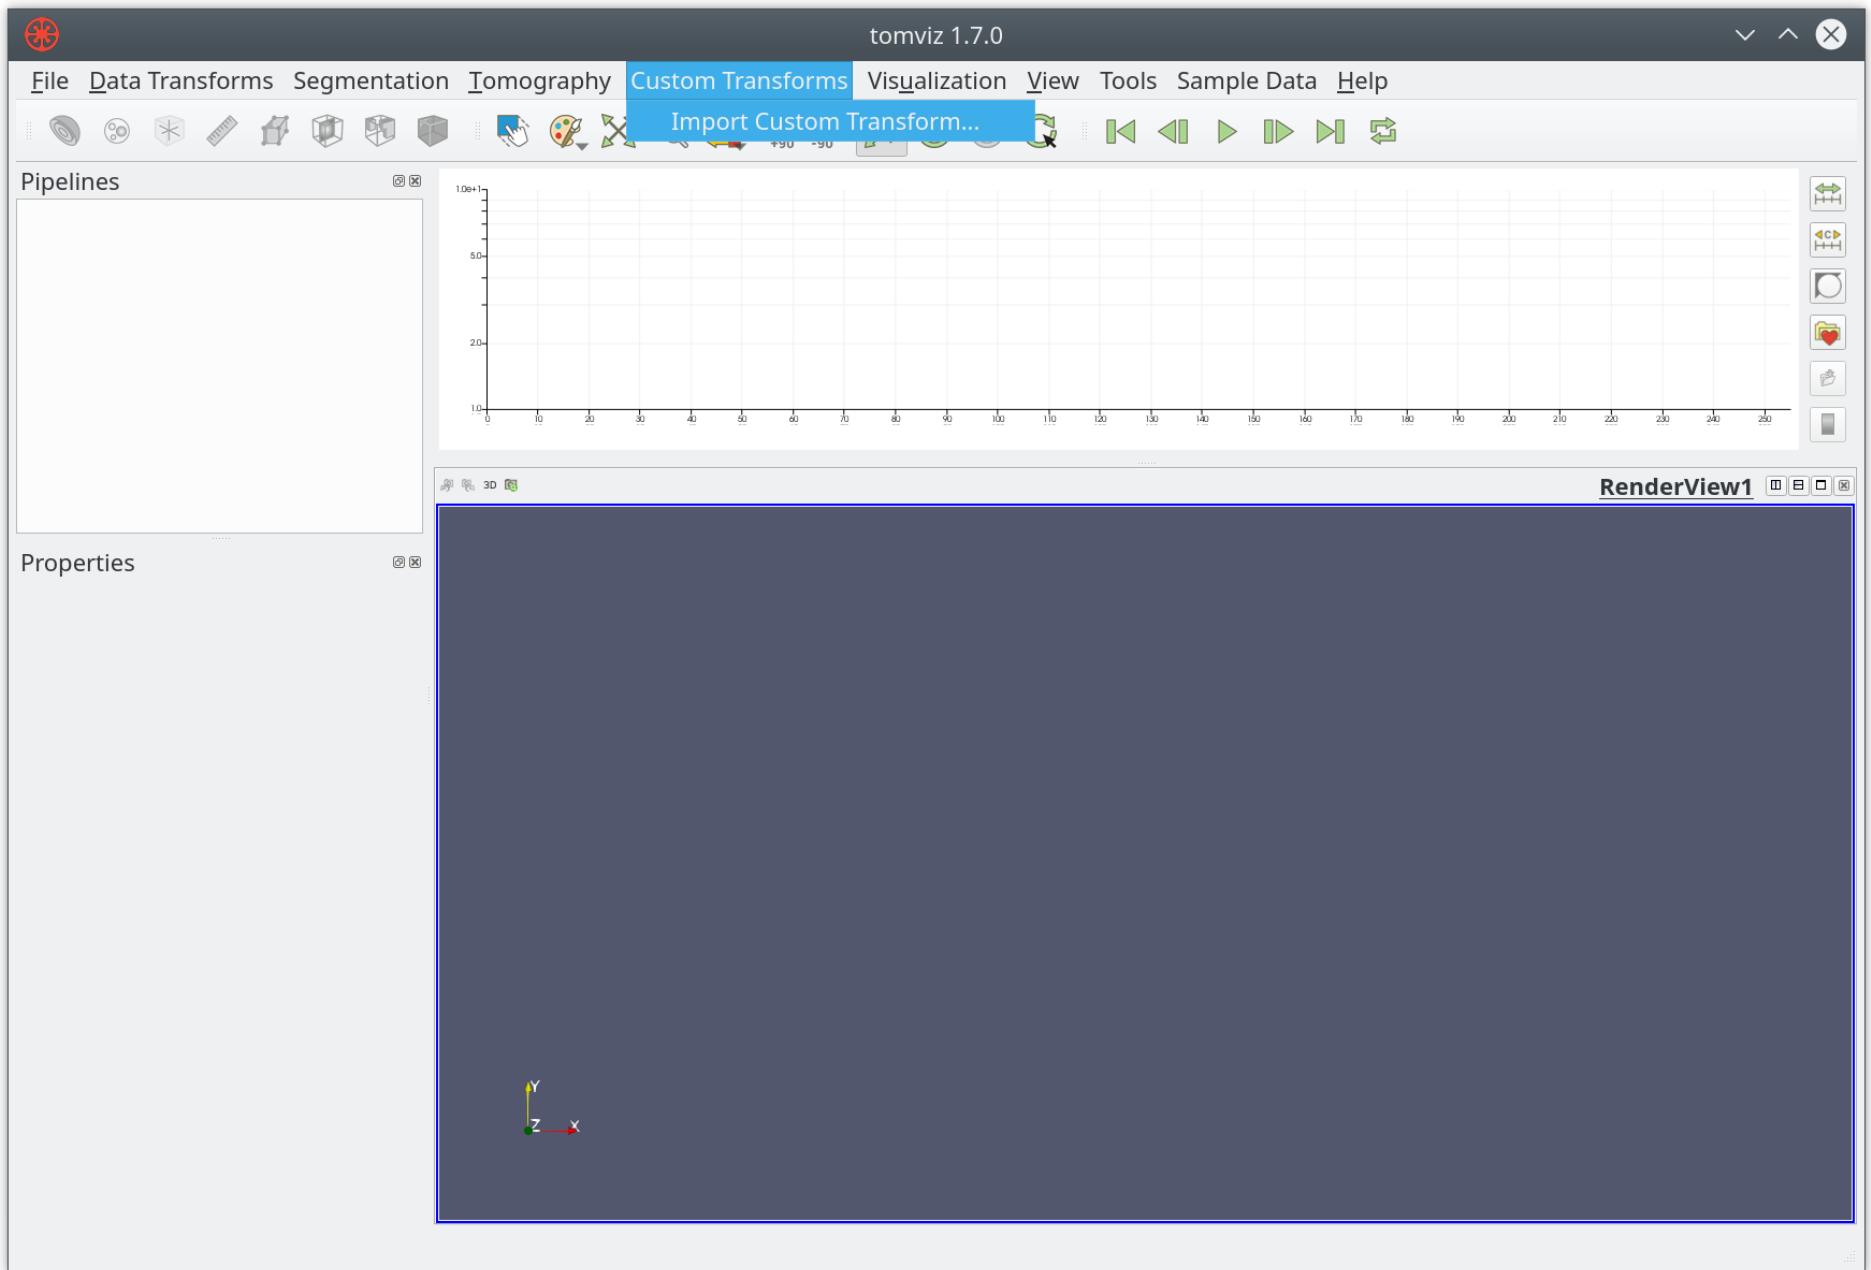 tomviz 1.7.0
File Data Transforms Segmentation Tomography Custom Transforms Visualization View Tools Sample Data Help
Import Custom Transform...
+90 -90
Pipelines
1.0e+1
C
5.0
2.0
1.0
0 10 20 30 40 50 60 70 80 90 100 110 120 130 140 150 160 170 180 190 200 210 220 230 240 250
3D
RenderView1
Properties
Y
Z X